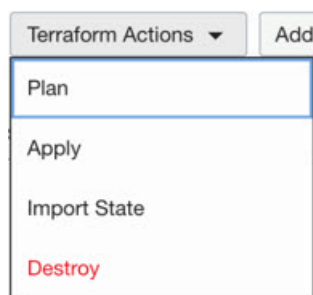 Terraform Actions
Add
Plan
Apply
Import State
Destroy